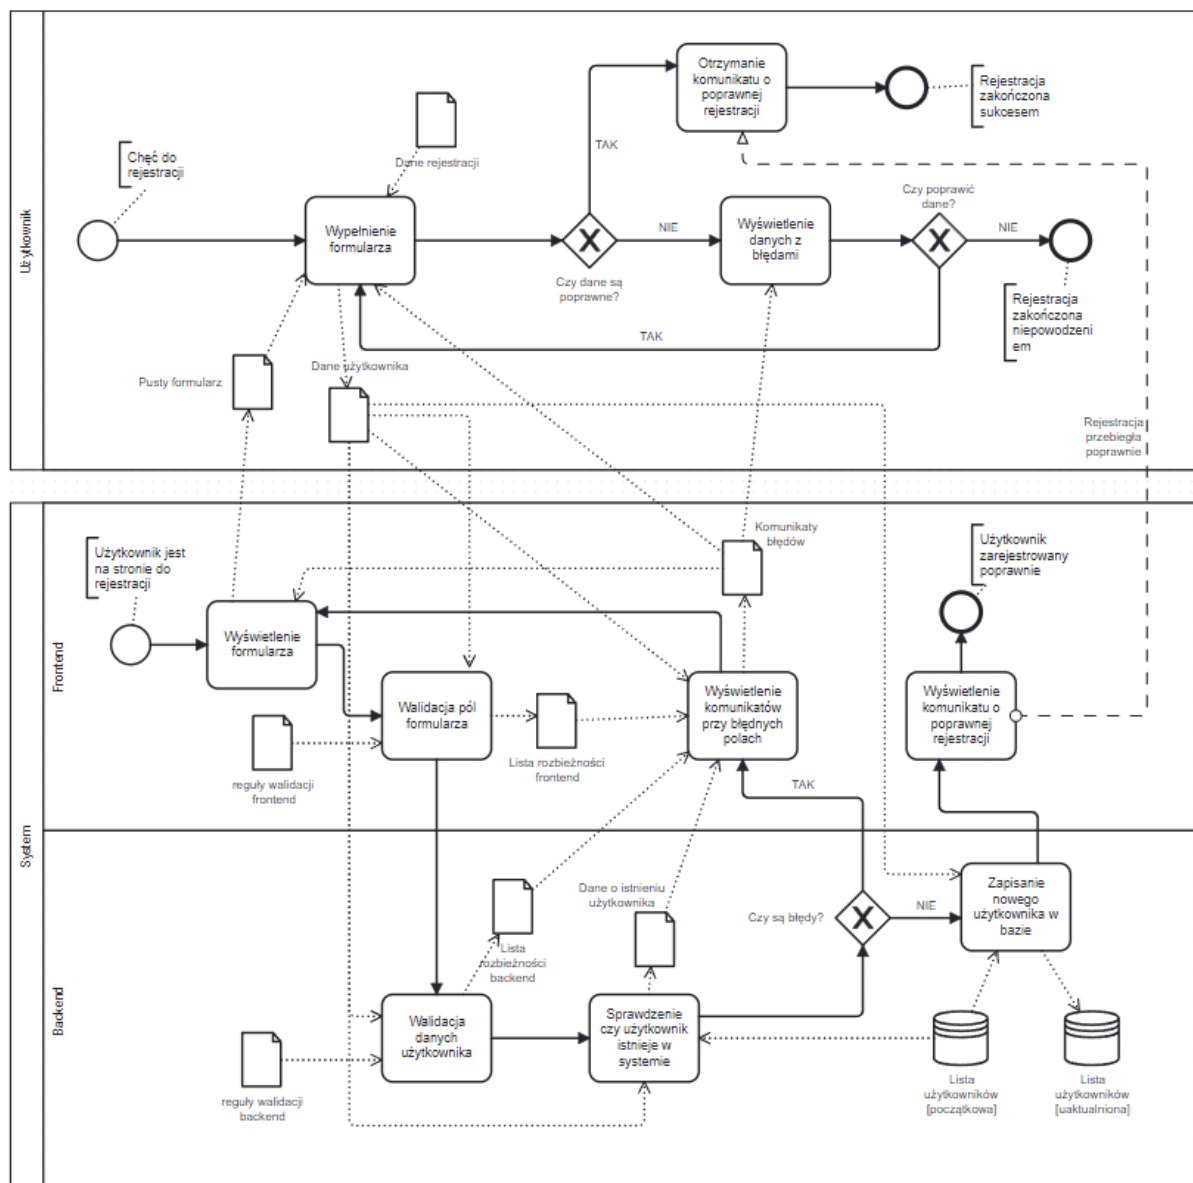 Użytkownik
Chęć do
rejestracji
Dane rejestracji
Wypełnienie
formularza
Pusty formularz
Dane użytkownika
Czy dane są
poprawne?
TAK
NIE
Otrzymanie
komunikatu o
poprawnej
rejestracji
Rejestracja
zakończona
sukcesem
Wyświetlenie
danych z
błędami
Czy poprawić
dane?
NIE
TAK
Rejestracja
zakończona
niepowodzeni
em
Rejestracja
przebiegła
poprawnie
System
Frontend
Użytkownik jest
na stronie do
rejestracji
Wyświetlenie
formularza
Walidacja pól
formularza
reguły walidacji
frontend
Lista rozbieżności
frontend
Komunikaty
błędów
Wyświetlenie
komunikatów
przy błędnych
polach
Użytkownik
zarejestrowany
poprawnie
Wyświetlenie
komunikatu o
poprawnej
rejestracji
TAK
Backend
Lista
rozbieżności
backend
Dane o istnieniu
użytkownika
Czy są błędy?
NIE
Zapisanie
nowego
użytkownika w
bazie
Walidacja
danych
użytkownika
Sprawdzenie
czy użytkownik
istnieje w
systemie
reguły walidacji
backend
Lista
użytkowników
[początkowa]
Lista
użytkowników
[uaktualniona]